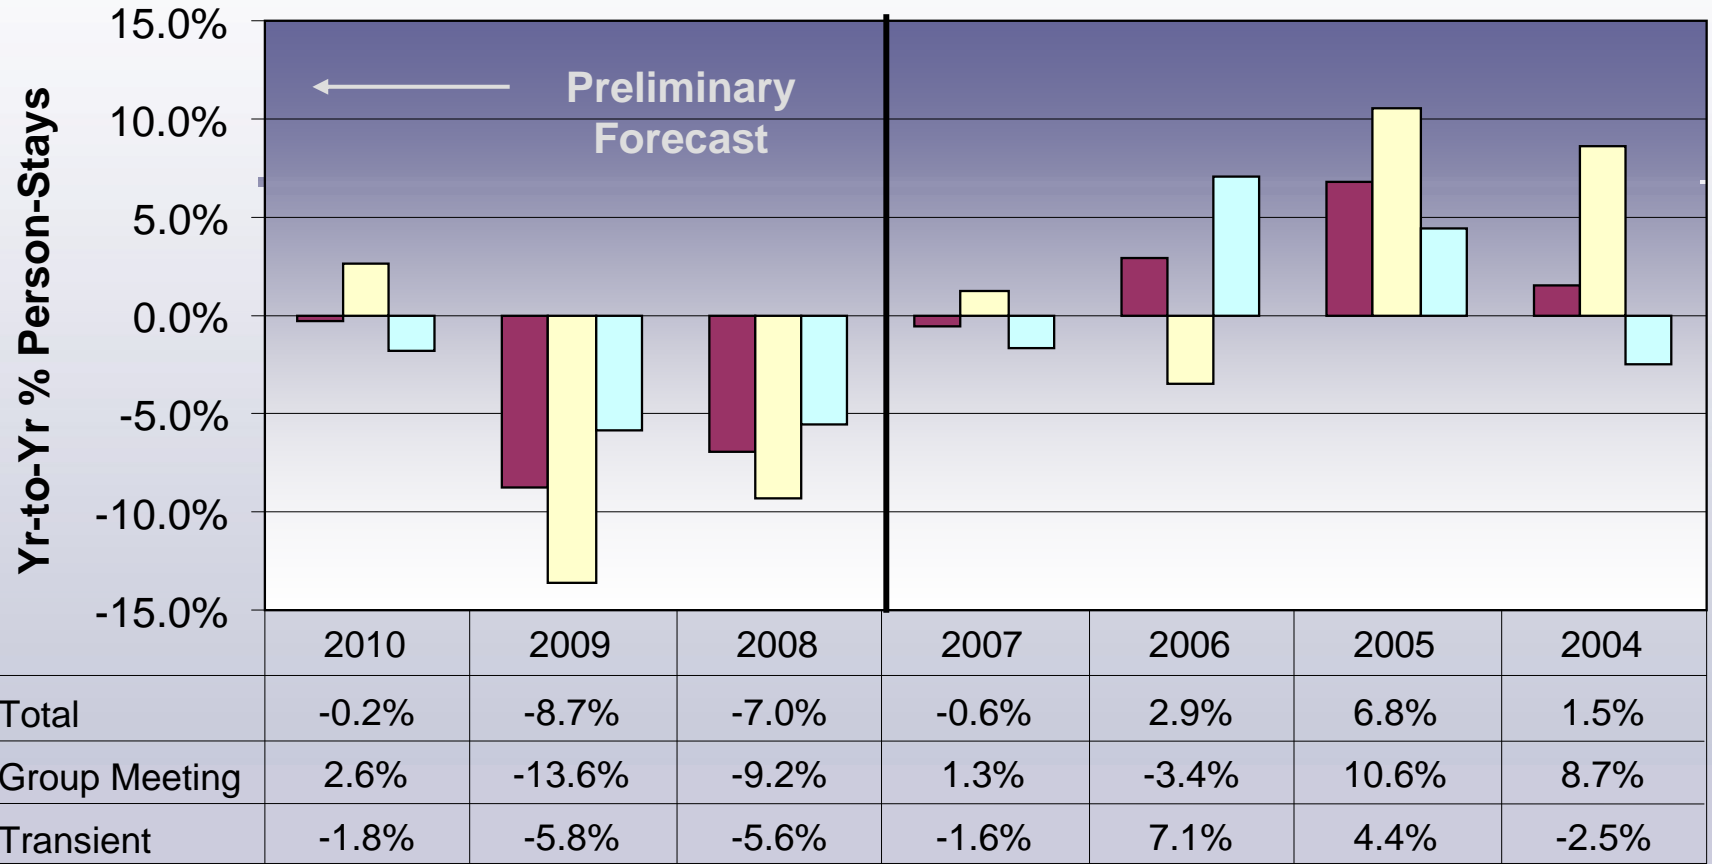 15.0%
10.0%
5.0%
0.0%
-5.0%
-10.0%
-15.0%
Yr-to-Yr % Person-Stays
Preliminary
Forecast
2010 2009 2008 2007 2006 2005 2004
Total -0.2% -8.7% -7.0% -0.6% 2.9% 6.8% 1.5%
Group Meeting 2.6% -13.6% -9.2% 1.3% -3.4% 10.6% 8.7%
Transient -1.8% -5.8% -5.6% -1.6% 7.1% 4.4% -2.5%